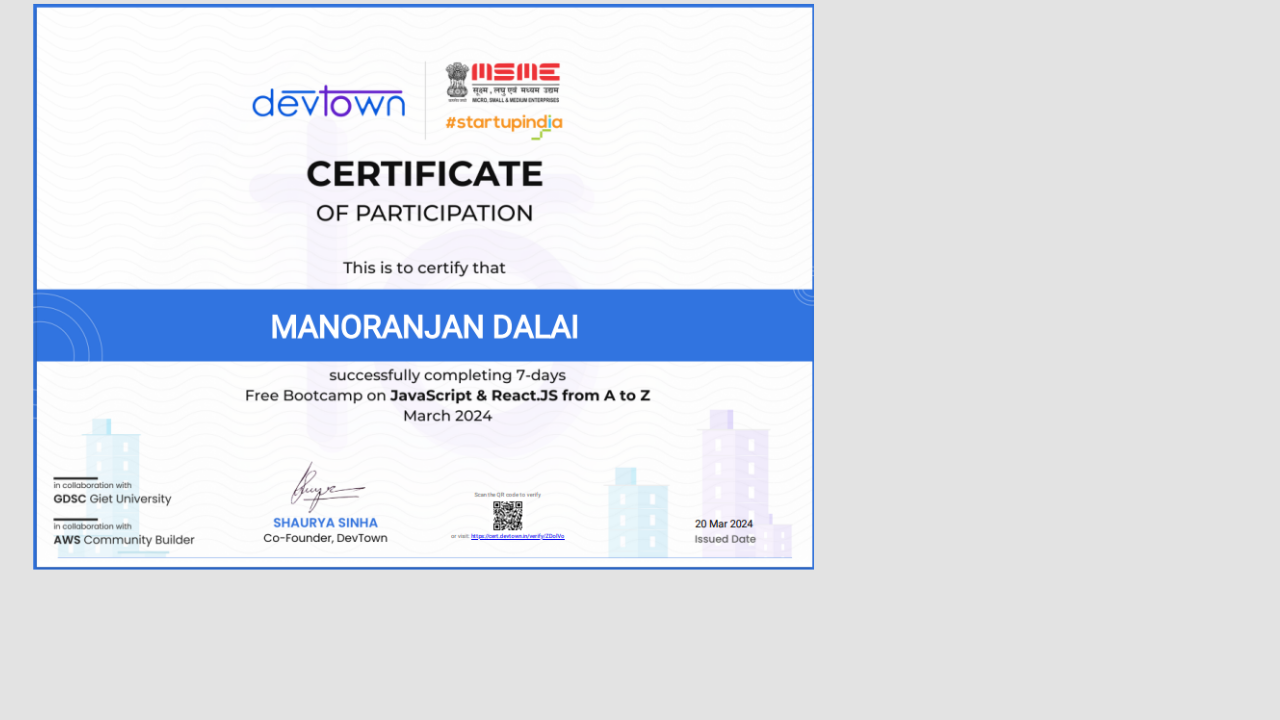 devtown
MSME
सूक्ष्म, लघु एवं मध्यम उद्यम
MICRO, SMALL & MEDIUM ENTERPRISES
#startupindia
CERTIFICATE
OF PARTICIPATION
This is to certify that
MANORANJAN DALAI
successfully completing 7-days
Free Bootcamp on JavaScript & React.JS from A to Z
March 2024
in collaboration with
GDSC Giet University
in collaboration with
AWS Community Builder
SHAURYA SINHA
Co-Founder, DevTown
Scan the QR code to verify
or visit: https://cert.devtown.in/verify/
20 Mar 2024
Issued Date